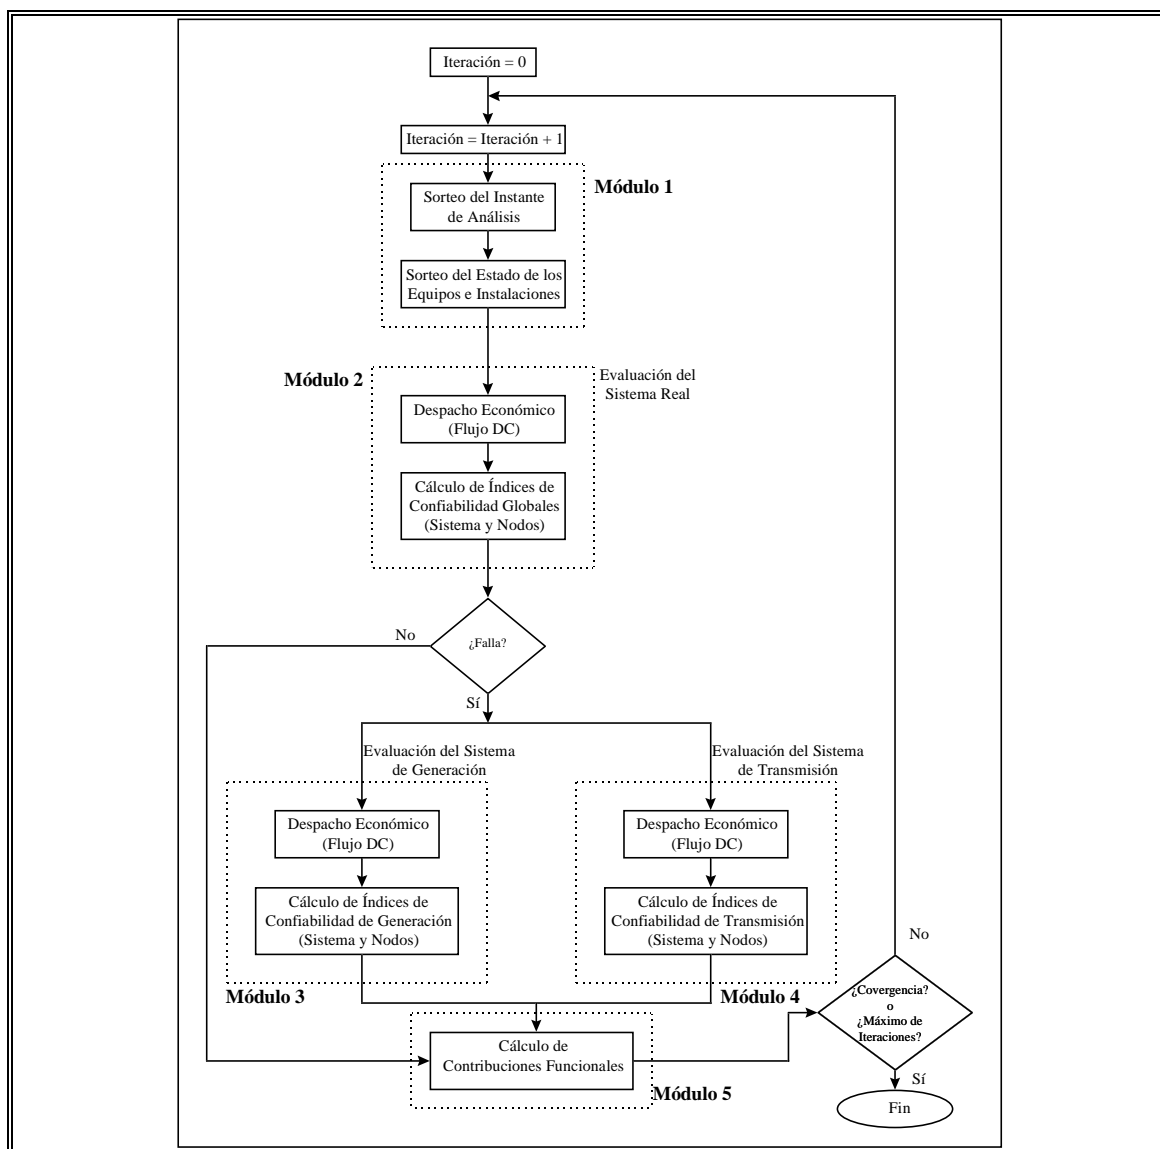 Iteración = 0
Iteración = Iteración + 1
Módulo 1
Sorteo del Instante
de Análisis
Sorteo del Estado de los
Equipos e Instalaciones
Módulo 2
Evaluación del
Sistema Real
Despacho Económico
(Flujo DC)
Cálculo de Índices de
Confiabilidad Globales
(Sistema y Nodos)
No
¿Falla?
Sí
Evaluación del Sistema
de Generación
Evaluación del Sistema
de Transmisión
Despacho Económico
(Flujo DC)
Despacho Económico
(Flujo DC)
Cálculo de Índices de
Confiabilidad de Generación
(Sistema y Nodos)
Cálculo de Índices de
Confiabilidad de Transmisión
(Sistema y Nodos)
No
Módulo 3
Módulo 4
¿Covergencia?
o
¿Máximo de
Iteraciones?
Cálculo de
Contribuciones Funcionales
Módulo 5
Sí
Fin